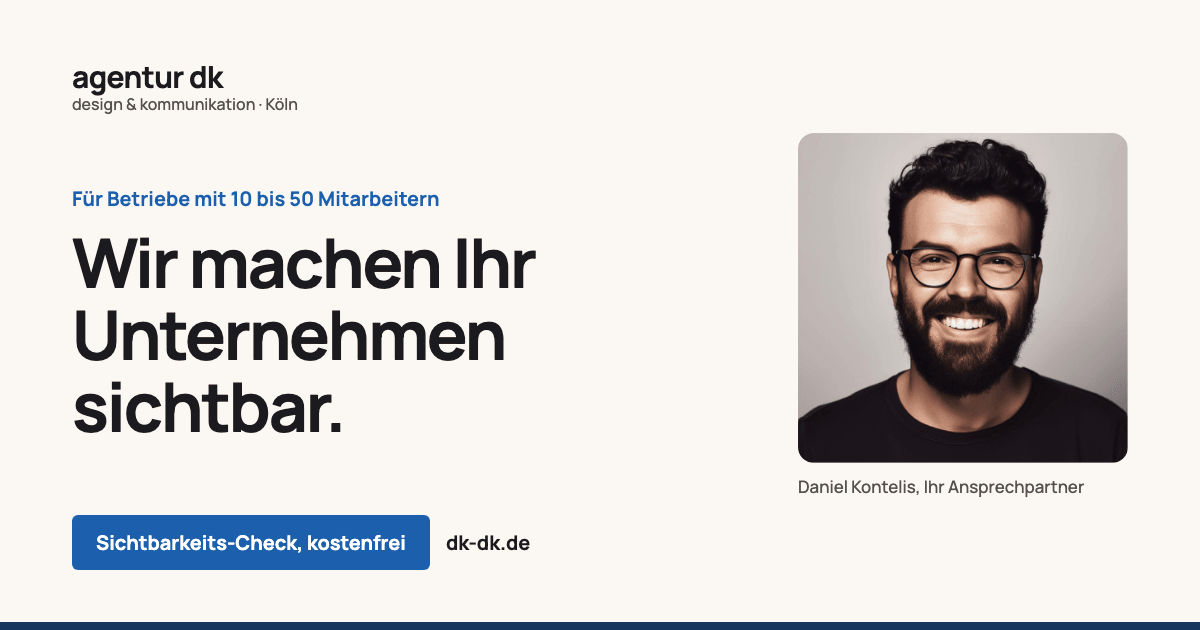 agentur dk
design & kommunikation · Köln
Für Betriebe mit 10 bis 50 Mitarbeitern
Wir machen Ihr
Unternehmen
sichtbar.
Daniel Kontelis, Ihr Ansprechpartner
Sichtbarkeits-Check, kostenfrei
dk-dk.de